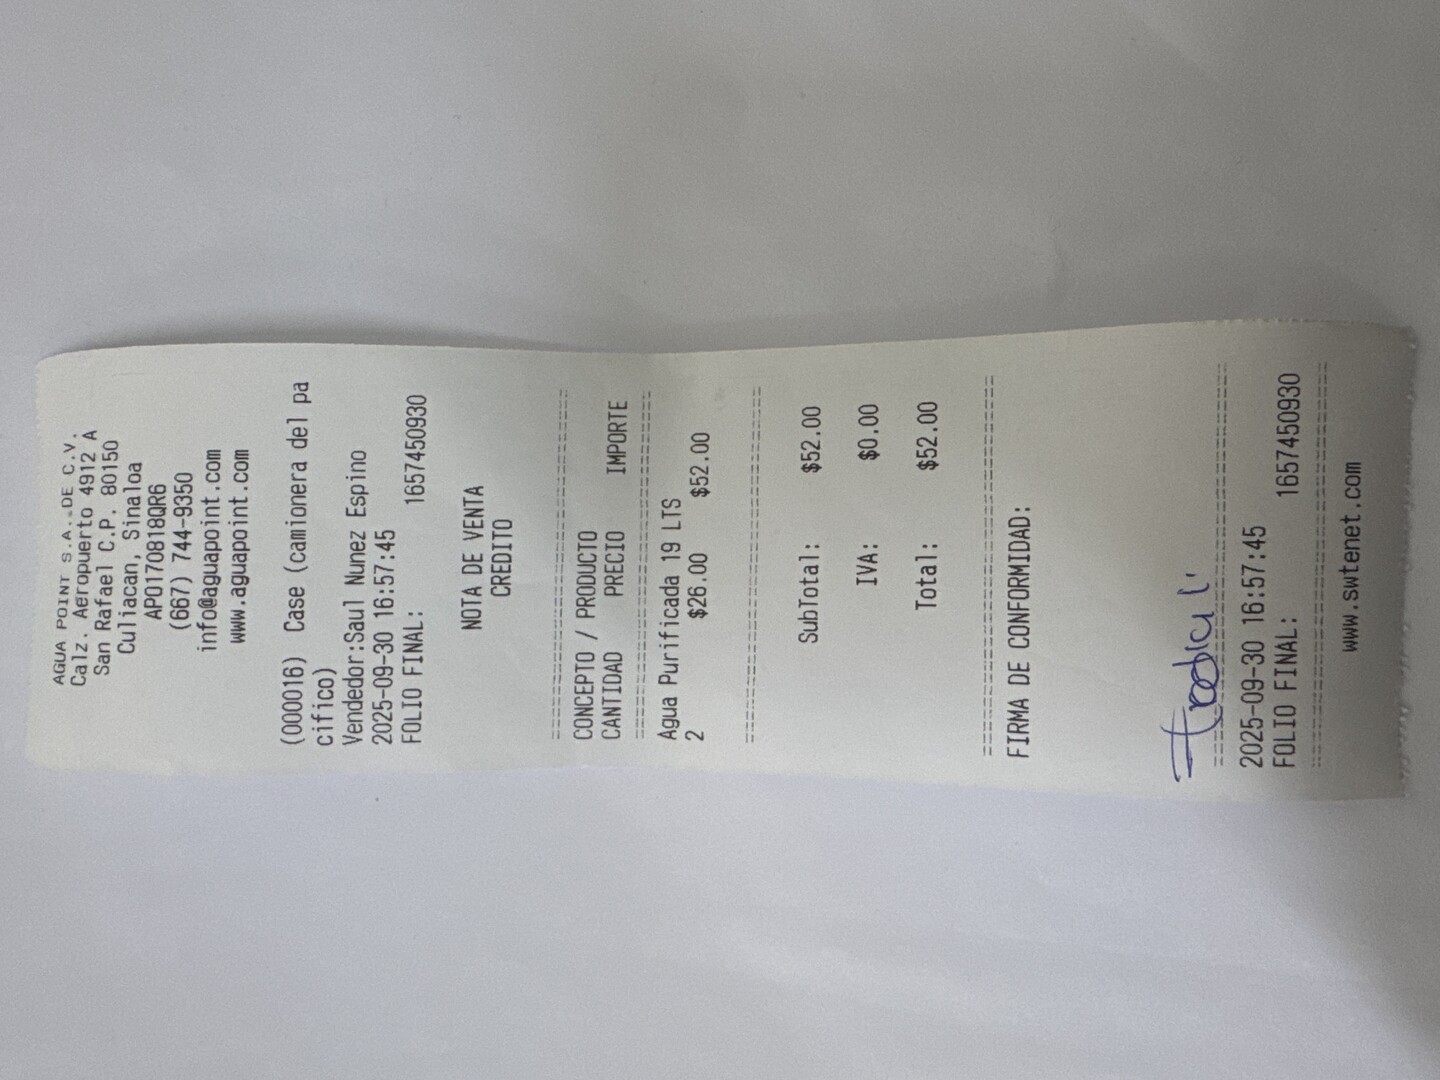 AGUA POINT S.A. DE C.V.
Calz. Aeropuerto 4912 A
San Rafael C.P. 80150
Culiacan, Sinaloa
APO170818QR6
(667) 744-9350
info@aguapoint.com
www.aguapoint.com
(000016) Case (camionera del pa
cifico)
Vendedor:Saul Nunez Espino
2025-09-30 16:57:45
FOLIO FINAL: 1657450930
NOTA DE VENTA
CREDITO
CONCEPTO / PRODUCTO
CANTIDAD PRECIO IMPORTE
Agua Purificada 19 LTS
2 $26.00 $52.00
SubTotal: $52.00
IVA: $0.00
Total: $52.00
FIRMA DE CONFORMIDAD:
2025-09-30 16:57:45
FOLIO FINAL: 1657450930
www.swtenet.com